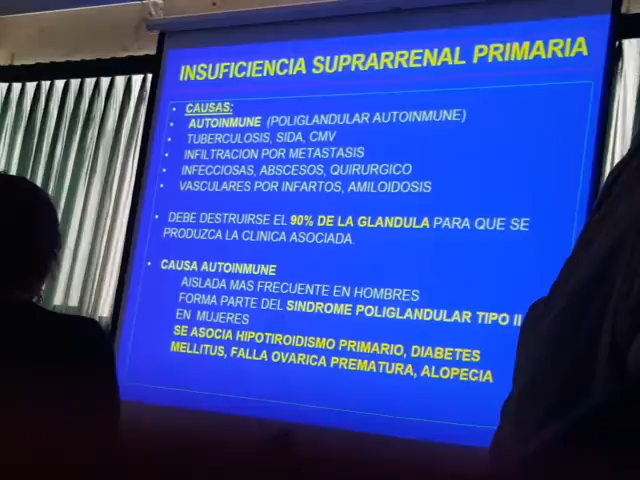 INSUFICIENCIA SUPRARRENAL PRIMARIA
• CAUSAS:
• AUTOINMUNE (POLIGLANDULAR AUTOINMUNE)
• TUBERCULOSIS, SIDA, CMV
• INFILTRACION POR METASTASIS
• INFECCIOSAS, ABSCESOS, QUIRURGICO
• VASCULARES POR INFARTOS, AMILOIDOSIS
• DEBE DESTRUIRSE EL 90% DE LA GLANDULA PARA QUE SE
PRODUZCA LA CLINICA ASOCIADA.
• CAUSA AUTOINMUNE
AISLADA MAS FRECUENTE EN HOMBRES
FORMA PARTE DEL SINDROME POLIGLANDULAR TIPO II
EN MUJERES
SE ASOCIA HIPOTIROIDISMO PRIMARIO, DIABETES
MELLITUS, FALLA OVARICA PREMATURA, ALOPECIA